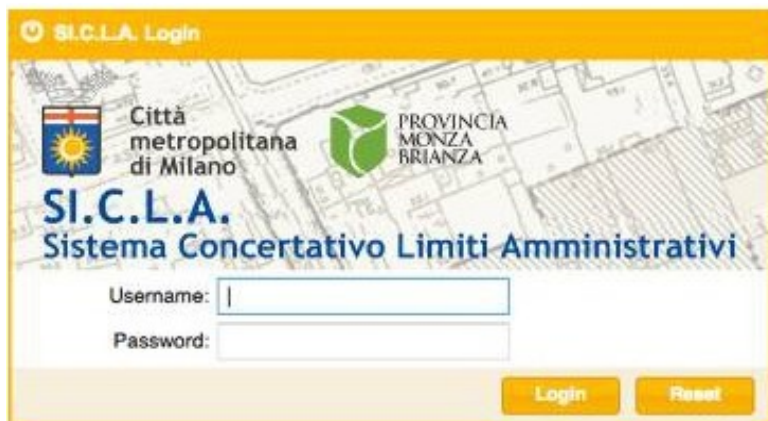 SI.C.L.A. Login
Città
metropolitana
di Milano
PROVINCIA
MONZA
BRIANZA
SI.C.L.A.
Sistema Concertativo Limiti Amministrativi
Username:
Password:
Login
Reset